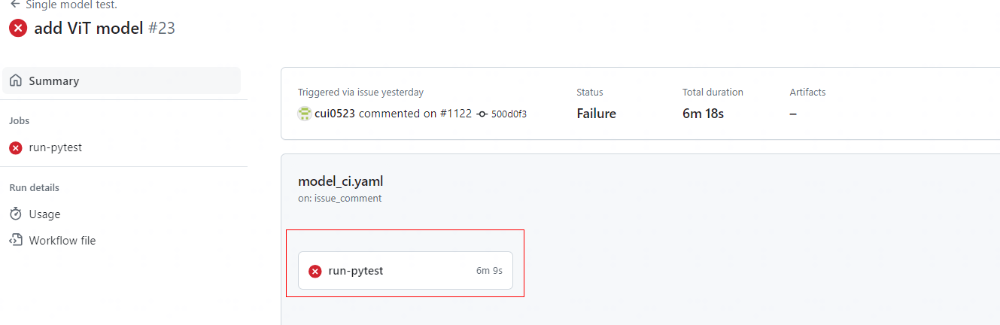 Single model test.
add ViT model #23
Summary
Jobs
run-pytest
Run details
Usage
Workflow file
Triggered via issue yesterday
cui0523 commented on #1122 500d0f3
Status
Failure
Total duration
6m 18s
Artifacts
–
model_ci.yaml
on: issue_comment
run-pytest 6m 9s